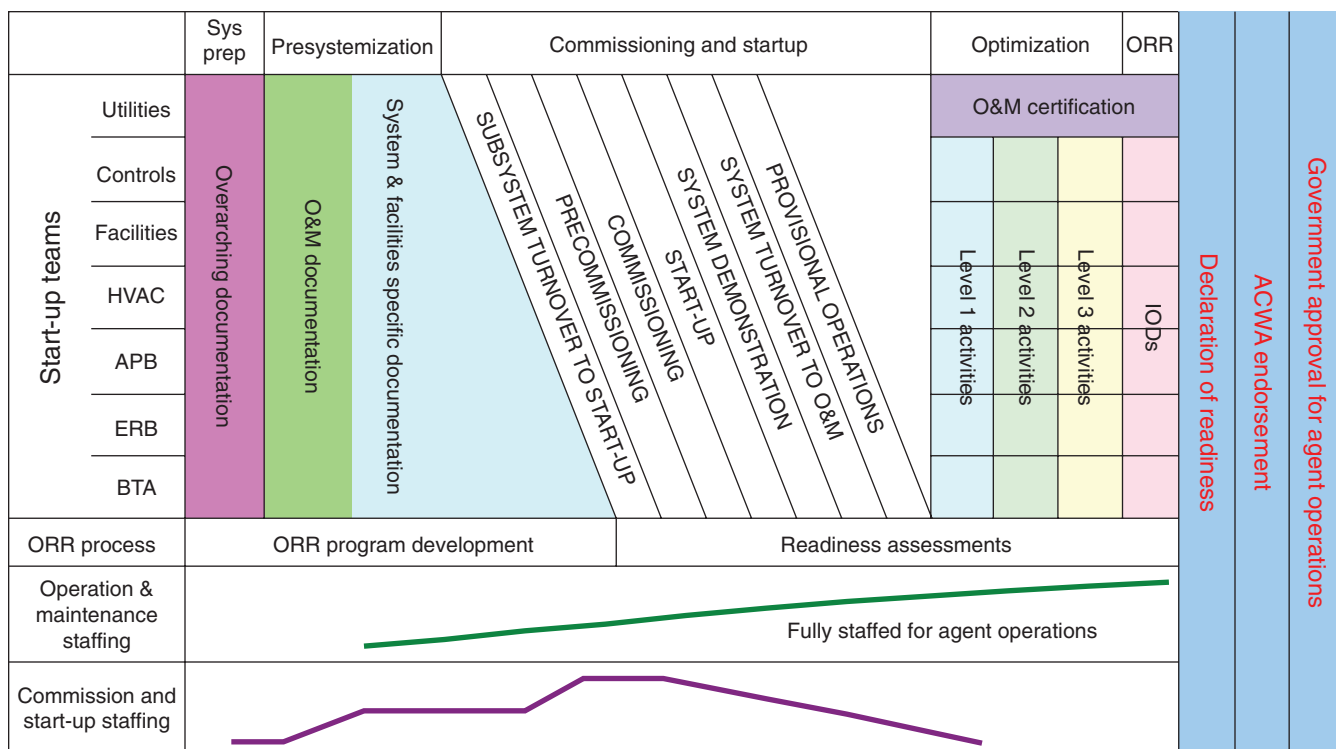 Sys
prep
Presystemization
Commissioning and startup
Optimization
ORR
Start-up teams
Utilities
Controls
Facilities
HVAC
APB
ERB
BTA
Overarching documentation
O&M documentation
System & facilities specific documentation
SUBSYSTEM TURNOVER TO START-UP
PRECOMMISSIONING
COMMISSIONING
START-UP
SYSTEM DEMONSTRATION
SYSTEM TURNOVER TO O&M
PROVISIONAL OPERATIONS
O&M certification
Level 1 activities
Level 2 activities
Level 3 activities
IODs
Declaration of readiness
ACWA endorsement
Government approval for agent operations
ORR process
ORR program development
Readiness assessments
Operation &
maintenance
staffing
Fully staffed for agent operations
Commission and
start-up staffing